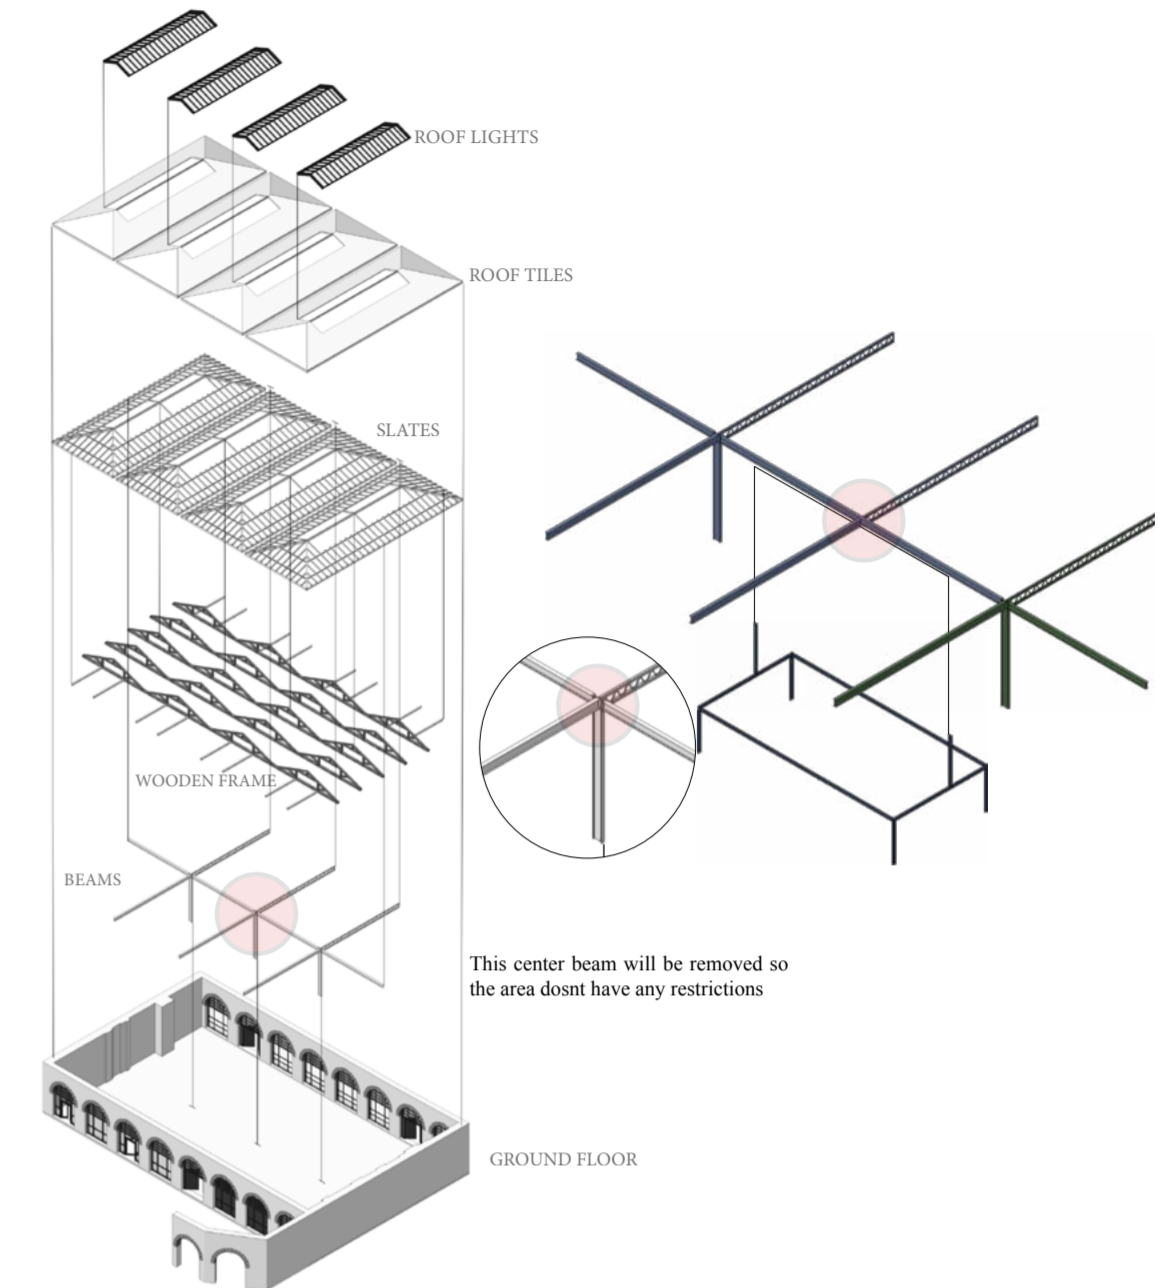 ROOF LIGHTS
ROOF TILES
SLATES
WOODEN FRAME
BEAMS
This center beam will be removed so
the area dosnt have any restrictions
GROUND FLOOR